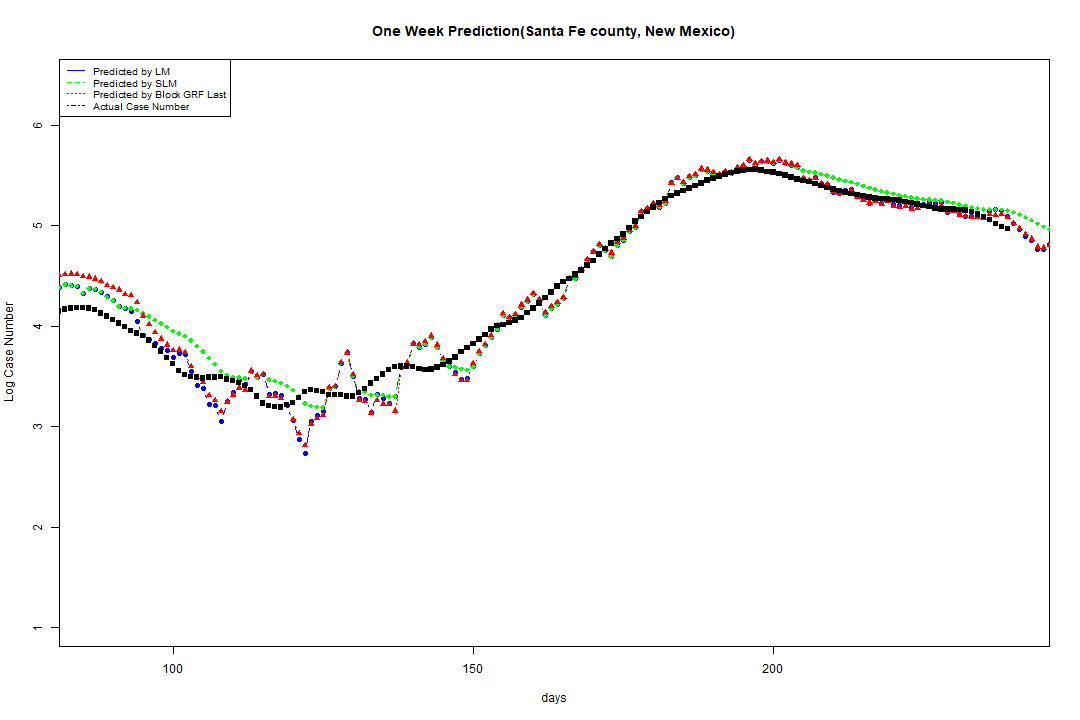 One Week Prediction(Santa Fe county, New Mexico)
Predicted by LM
Predicted by SLM
Predicted by Block GRF Last
Actual Case Number
6
5
4
3
2
1
Log Case Number
100 150 200
days